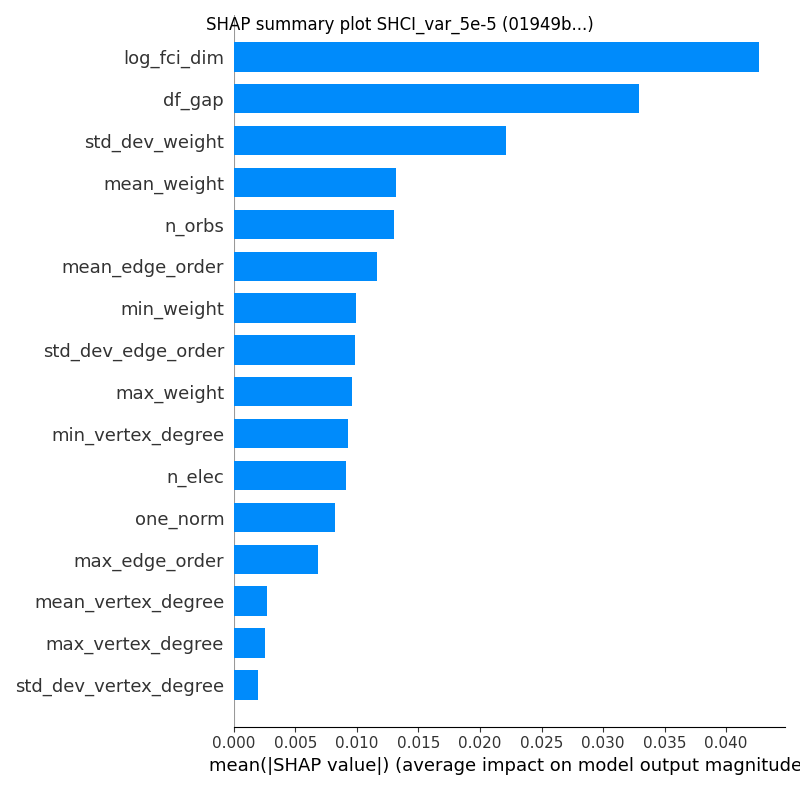 SHAP summary plot SHCI_var_5e-5 (01949b...)
log_fci_dim
df_gap
std_dev_weight
mean_weight
n_orbs
mean_edge_order
min_weight
std_dev_edge_order
max_weight
min_vertex_degree
n_elec
one_norm
max_edge_order
mean_vertex_degree
max_vertex_degree
std_dev_vertex_degree
0.000 0.005 0.010 0.015 0.020 0.025 0.030 0.035 0.040
mean(|SHAP value|) (average impact on model output magnitude